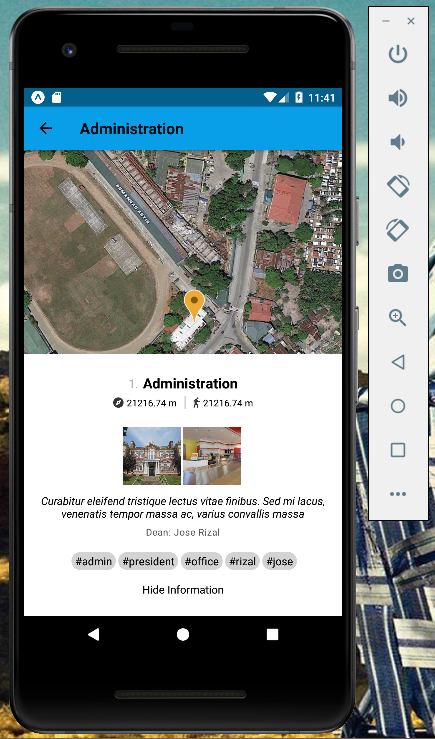 11:41
Administration
1. Administration
21216.74 m | 21216.74 m
Curabitur eleifend tristique lectus vitae finibus. Sed mi lacus,
venenatis tempor massa ac, varius convallis massa
Dean: Jose Rizal
#admin #president #office #rizal #jose
Hide Information